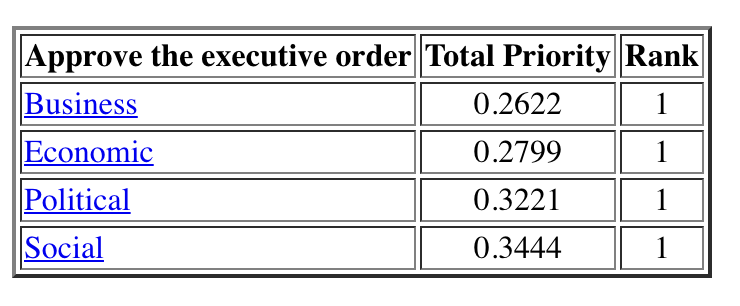 Approve the executive order Total Priority Rank
Business 0.2622 1
Economic 0.2799 1
Political 0.3221 1
Social 0.3444 1